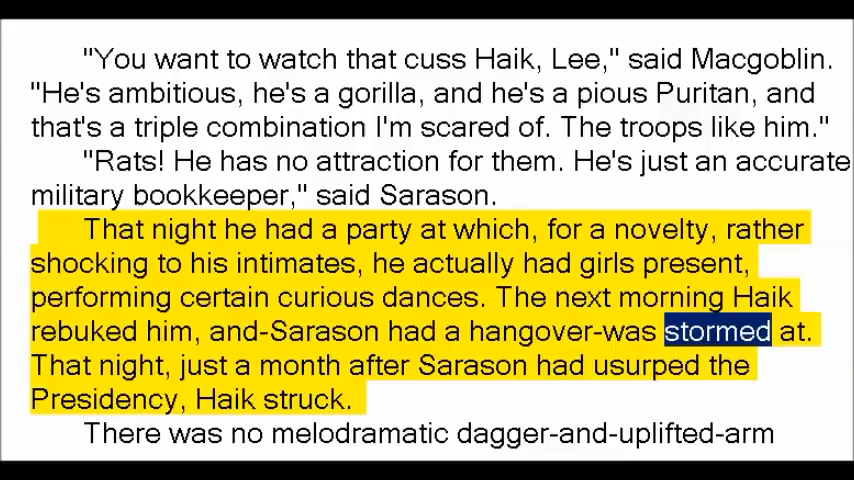 "You want to watch that cuss Haik, Lee," said Macgoblin.
"He's ambitious, he's a gorilla, and he's a pious Puritan, and
that's a triple combination I'm scared of. The troops like him."
"Rats! He has no attraction for them. He's just an accurate
military bookkeeper," said Sarason.
That night he had a party at which, for a novelty, rather
shocking to his intimates, he actually had girls present,
performing certain curious dances. The next morning Haik
rebuked him, and-Sarason had a hangover-was stormed at.
That night, just a month after Sarason had usurped the
Presidency, Haik struck.
There was no melodramatic dagger-and-uplifted-arm